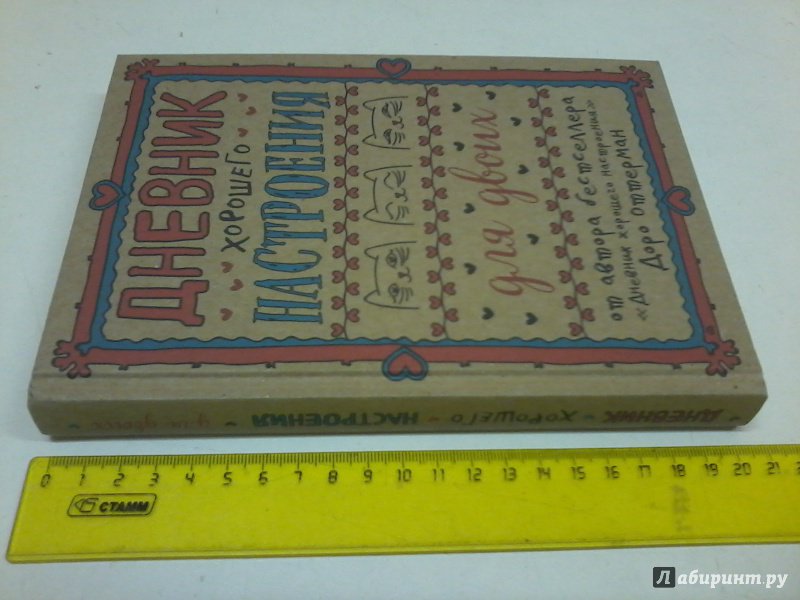 ДНЕВНИК
ХОРОШЕГО
НАСТРОЕНИЯ
для двоих
от автора бестселлера
«Дневник хорошего настроения»
Доро Оттерман
ДНЕВНИК • ХОРОШЕГО • НАСТРОЕНИЯ • для двоих
0 1 2 3 4 5 6 7 8 9 10 11 12 13 14 15 16 17 18 19 20 21
СТАММ
Лабиринт.ру